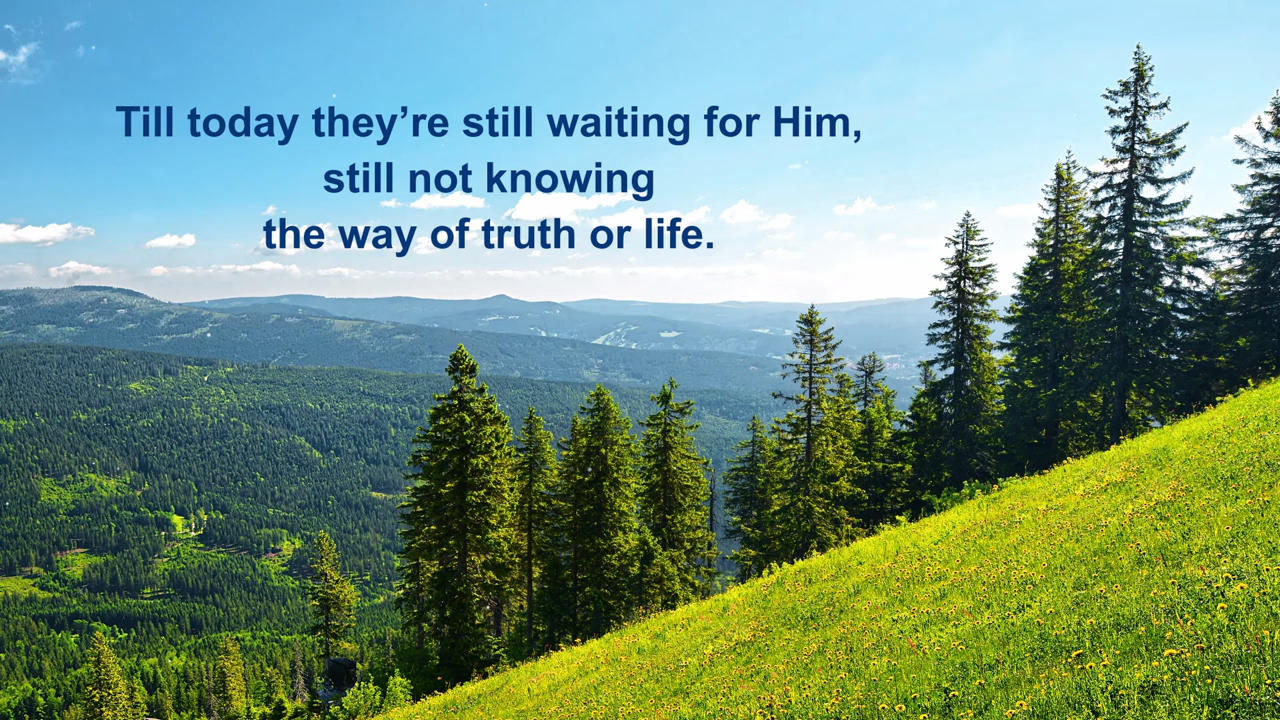 Till today they’re still waiting for Him,
still not knowing
the way of truth or life.